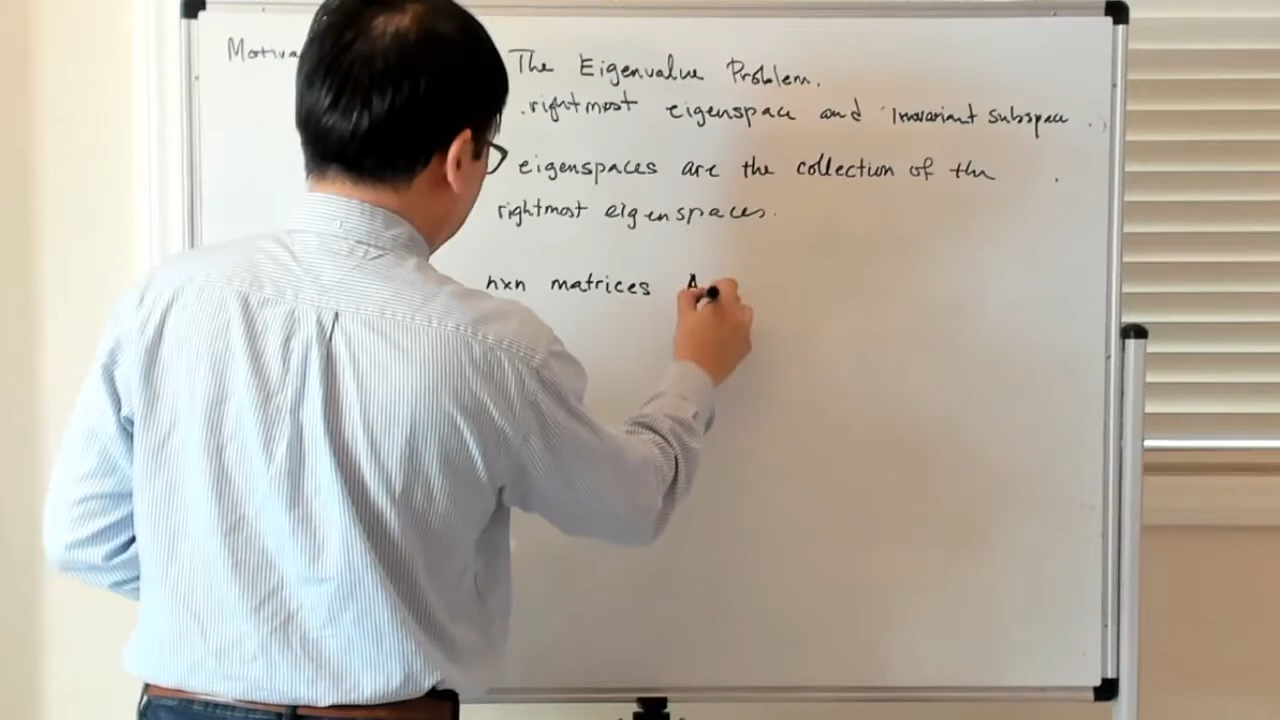 Motiva The Eigenvalue Problem.
. rightmost eigenspace and invariant subspace .
eigenspaces are the collection of the .
rightmost eigenspaces.
nxn matrices A